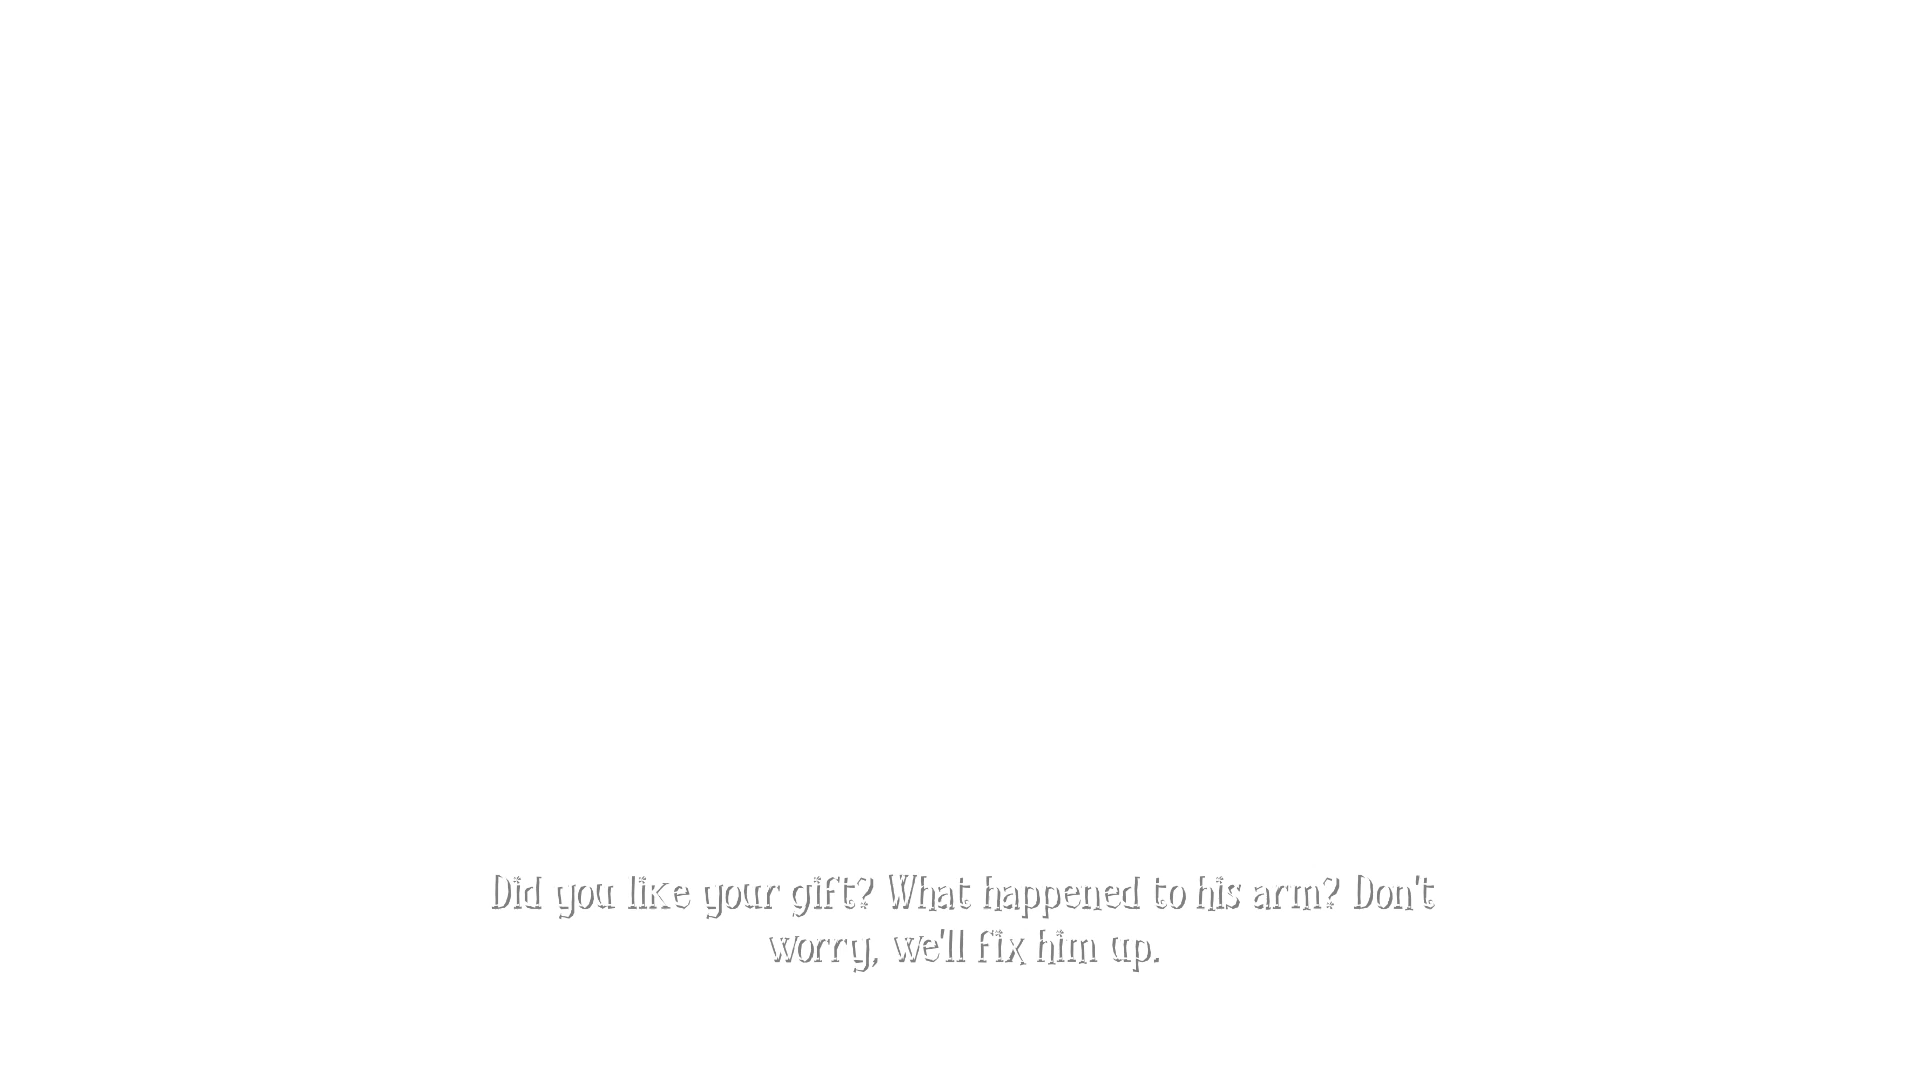 Did you like your gift? What happened to his arm? Don't
worry, we'll fix him up.